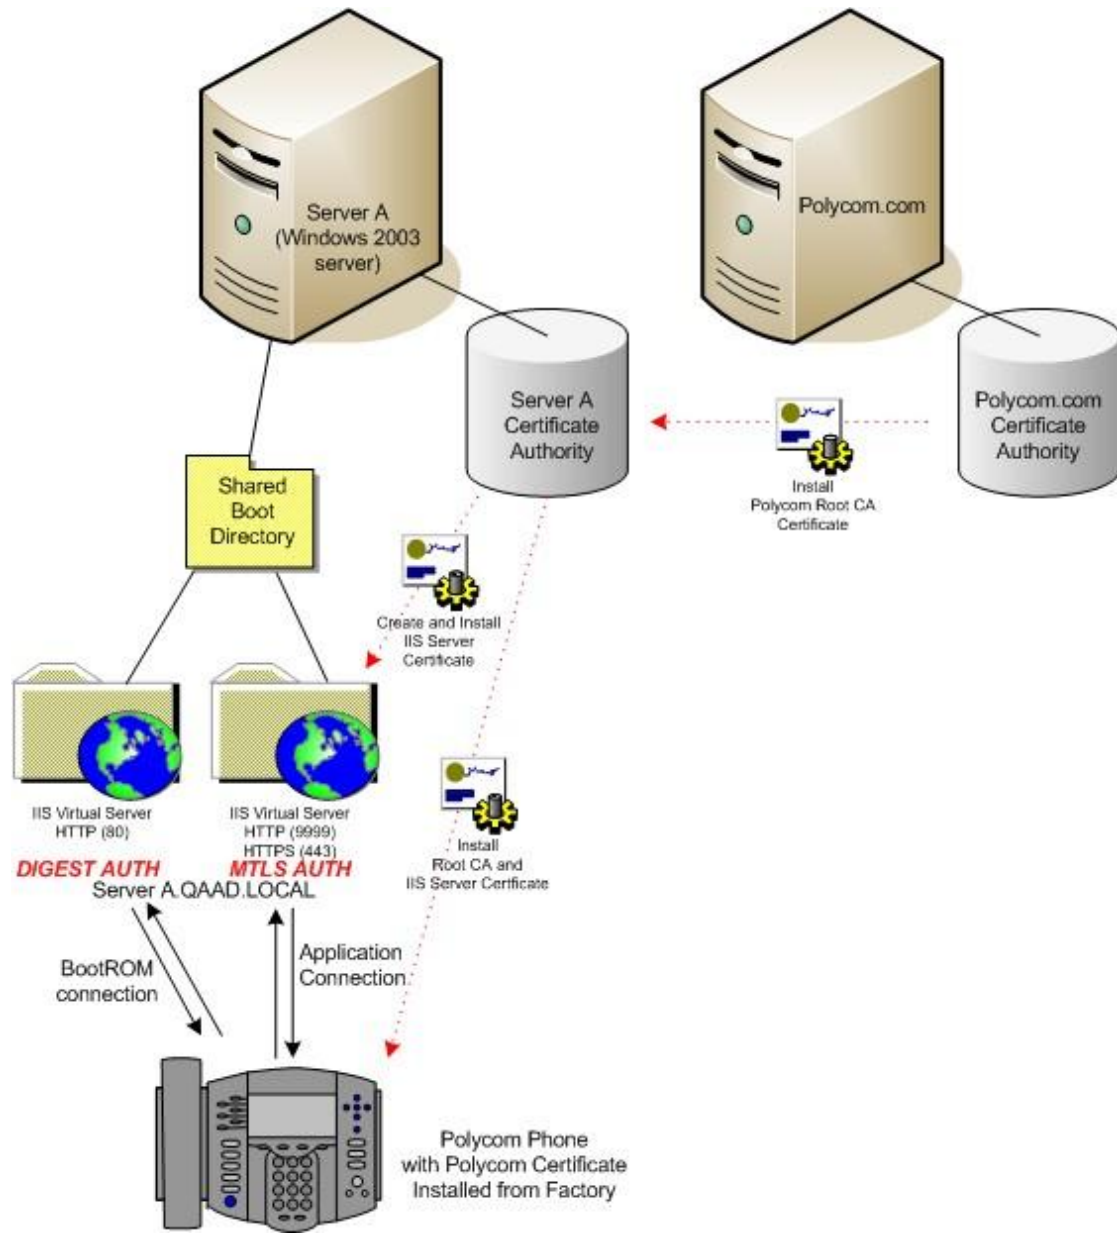 Server A
(Windows 2003
server)
Polycom.com
Server A
Certificate
Authority
Polycom.com
Certificate
Authority
Install
Polycom Root CA
Certificate
Shared
Boot
Directory
Create and Install
IIS Server
Certificate
IIS Virtual Server
HTTP (80)
IIS Virtual Server
HTTP (9999)
HTTPS (443)
DIGEST AUTH
MTLS AUTH
Server A.QAAD.LOCAL
Install
Root CA and
IIS Server Certficate
BootROM
connection
Application
Connection
Polycom Phone
with Polycom Certificate
Installed from Factory